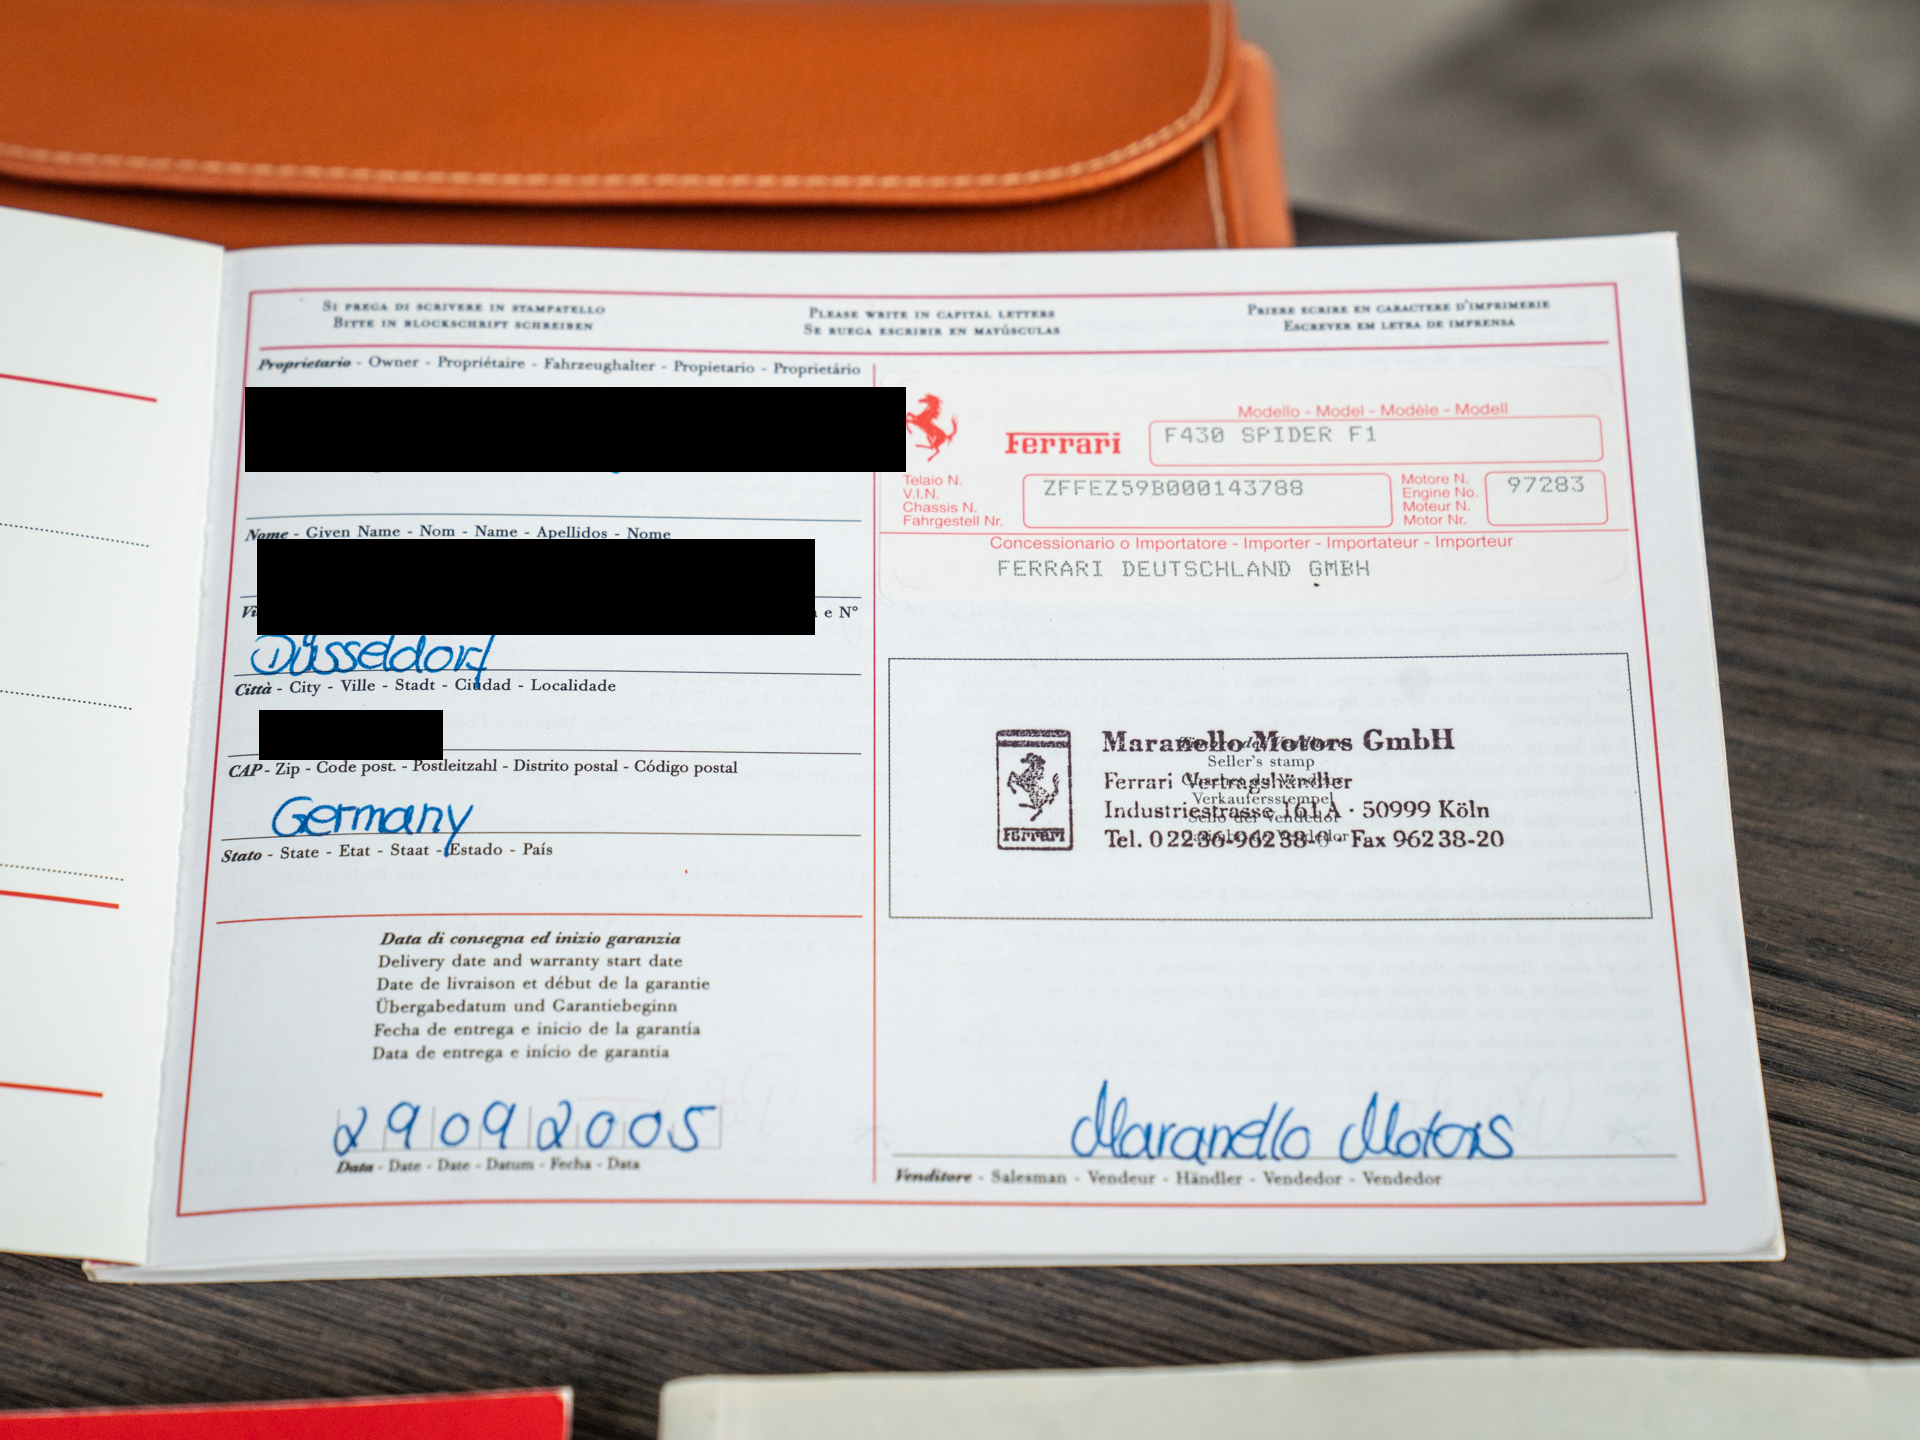 Si prega di scrivere in stampatello
Bitte in blockschrift schreiben
Please write in capital letters
Se ruega escribir en mayúsculas
Priere ecrire en caractere d'imprimerie
Escrever em letra de imprensa
Proprietario - Owner - Propriétaire - Fahrzeughalter - Propietario - Proprietário
Nome - Given Name - Nom - Name - Apellidos - Nome
e N°
Düsseldorf
Città - City - Ville - Stadt - Ciudad - Localidade
CAP - Zip - Code post. - Postleitzahl - Distrito postal - Código postal
Germany
Stato - State - Etat - Staat - Estado - País
Data di consegna ed inizio garanzia
Delivery date and warranty start date
Date de livraison et début de la garantie
Übergabedatum und Garantiebeginn
Fecha de entrega e inicio de la garantía
Data de entrega e início de garantia
29092005
Data - Date - Date - Datum - Fecha - Data
Modello - Model - Modèle - Modell
Ferrari
F430 SPIDER F1
Telaio N.
V.I.N.
Chassis N.
Fahrgestell Nr.
ZFFEZ59B000143788
Motore N.
Engine No.
Moteur N.
Motor Nr.
97283
Concessionario o Importatore - Importer - Importateur - Importeur
FERRARI DEUTSCHLAND GMBH
Maranello Motors GmbH
Seller's stamp
Ferrari Vertragshändler
Verkaufersstempel
Industriestrasse 161A · 50999 Köln
Sello del Vendedor
Tel. 02236-96238-0 · Fax 96238-20
Ferrari
Maranello Motors
Venditore - Salesman - Vendeur - Händler - Vendedor - Vendedor